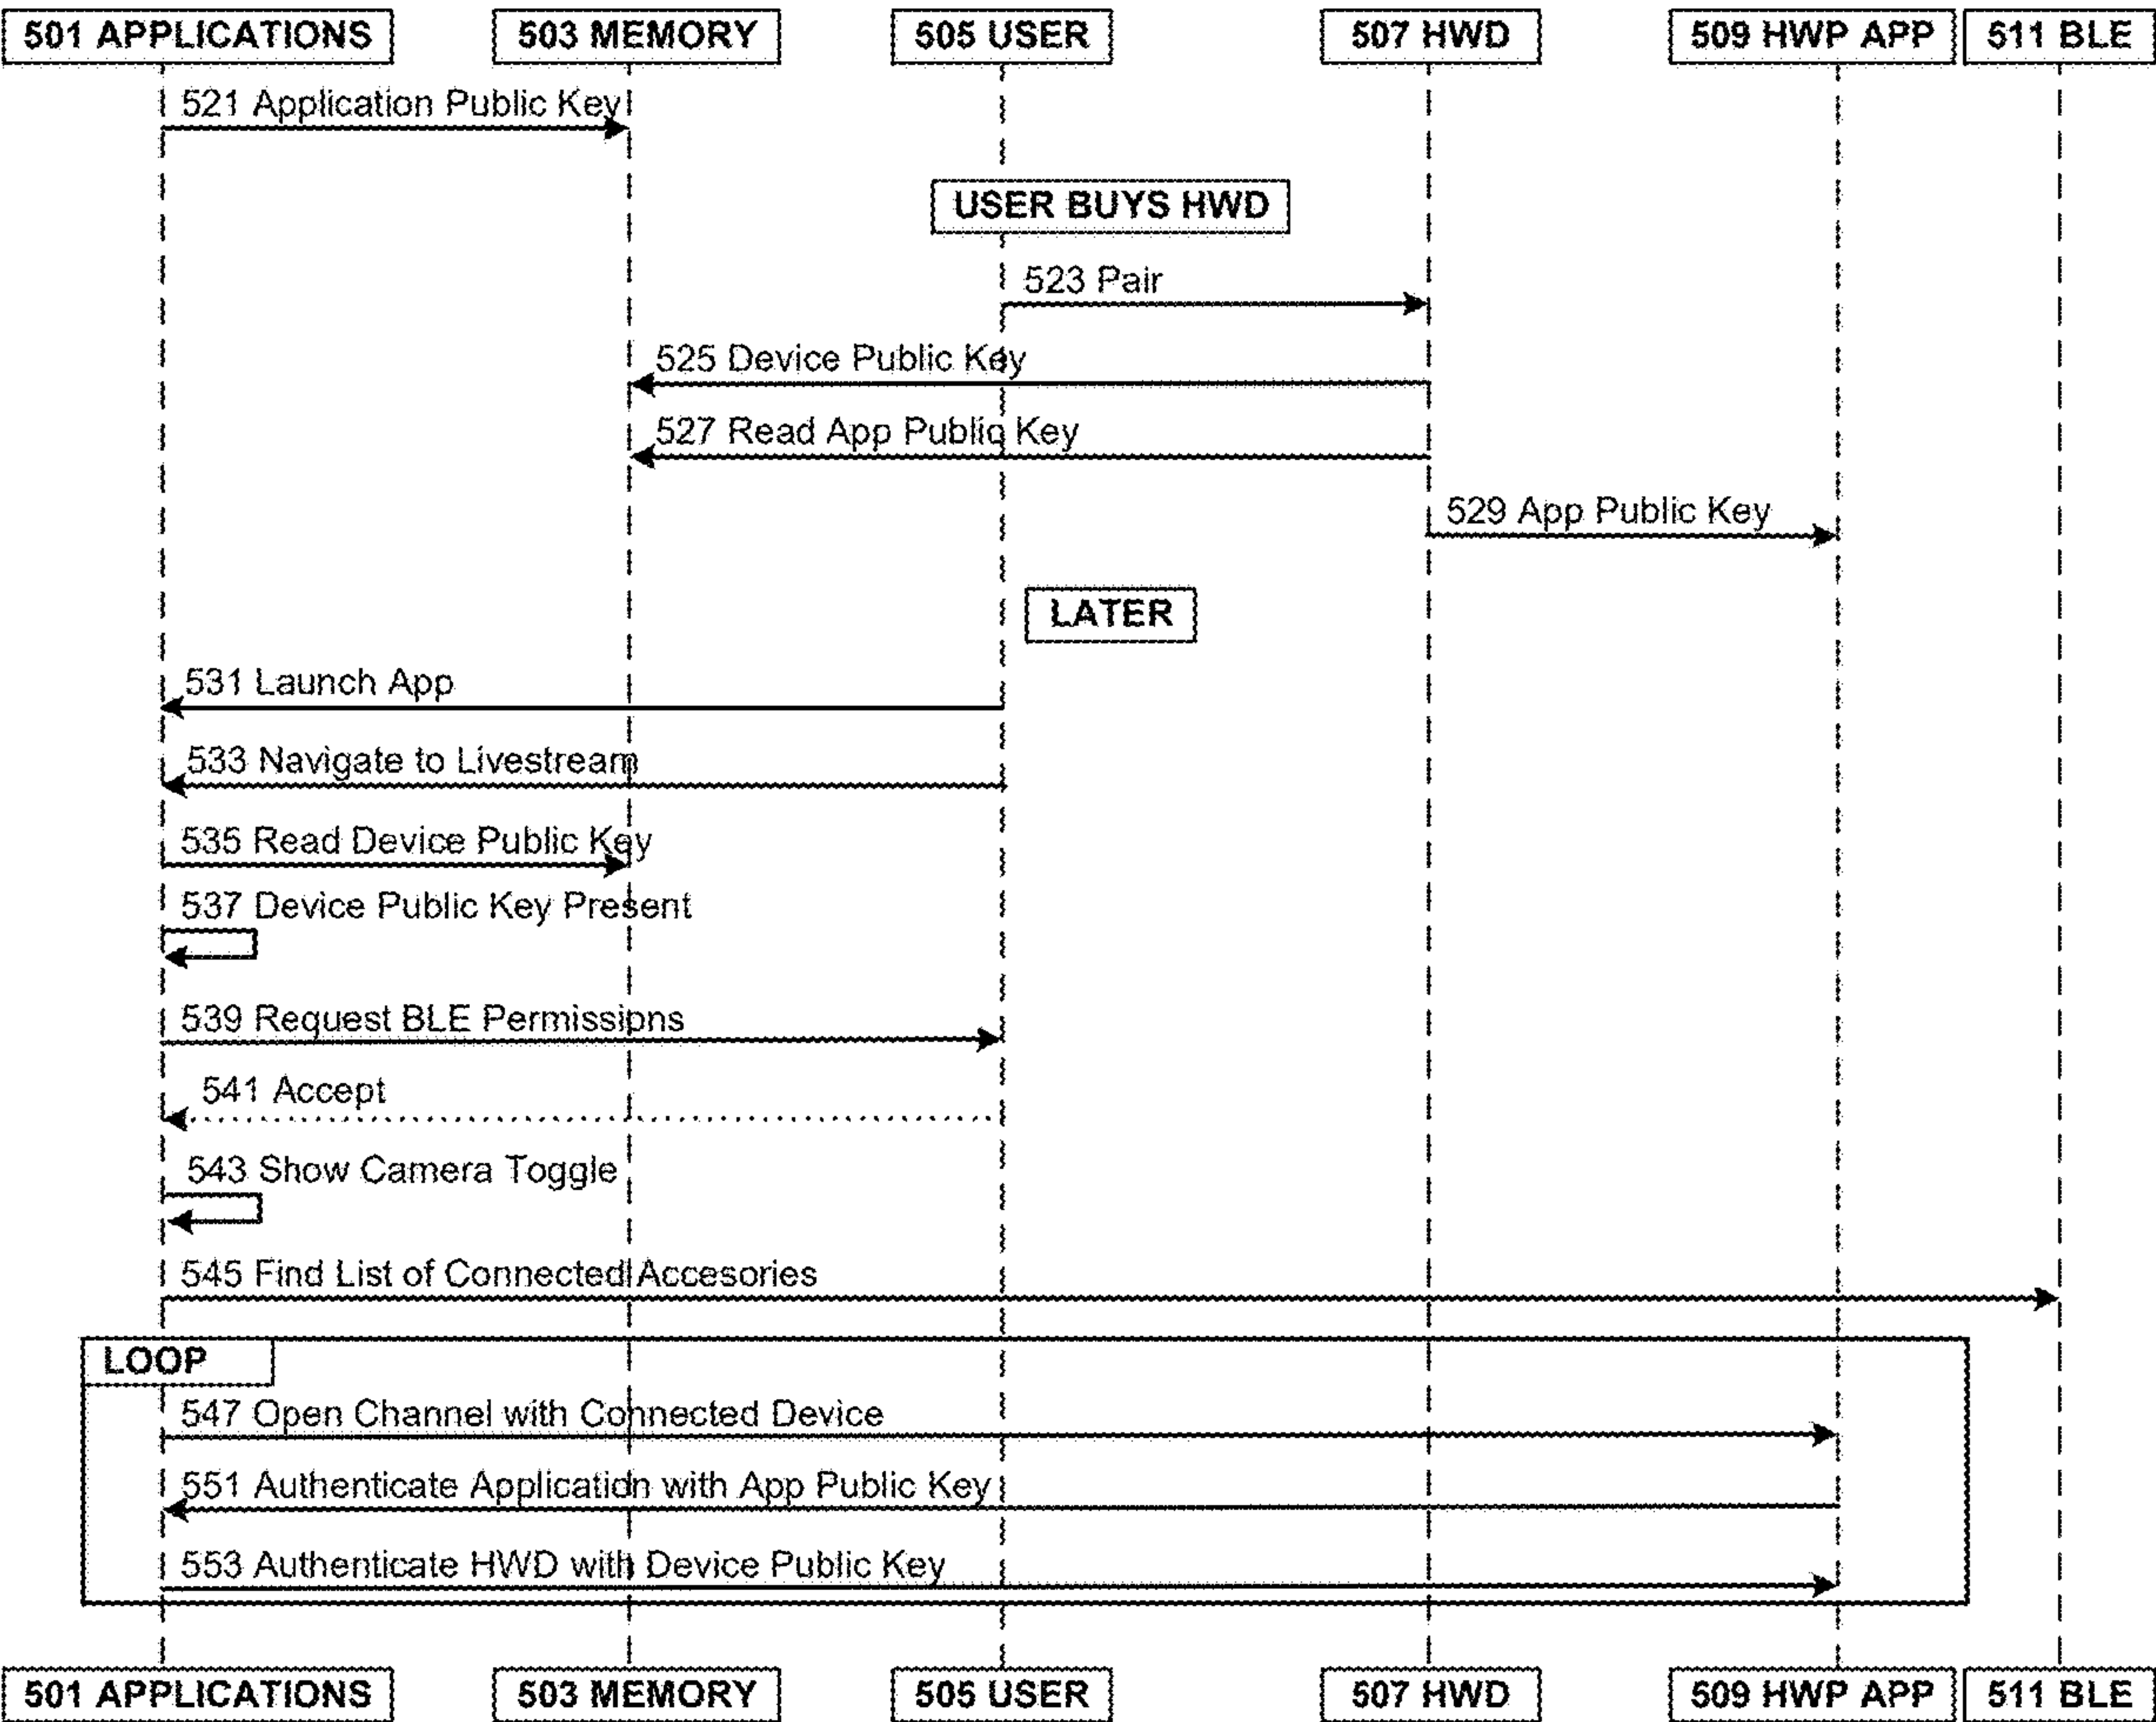 501 APPLICATIONS
503 MEMORY
505 USER
507 HWD
509 HWP APP
511 BLE
521 Application Public Key
USER BUYS HWD
523 Pair
525 Device Public Key
527 Read App Public Key
529 App Public Key
LATER
531 Launch App
533 Navigate to Livestream
535 Read Device Public Key
537 Device Public Key Present
539 Request BLE Permissions
541 Accept
543 Show Camera Toggle
545 Find List of Connected Accesories
LOOP
547 Open Channel with Connected Device
551 Authenticate Application with App Public Key
553 Authenticate HWD with Device Public Key
501 APPLICATIONS
503 MEMORY
505 USER
507 HWD
509 HWP APP
511 BLE